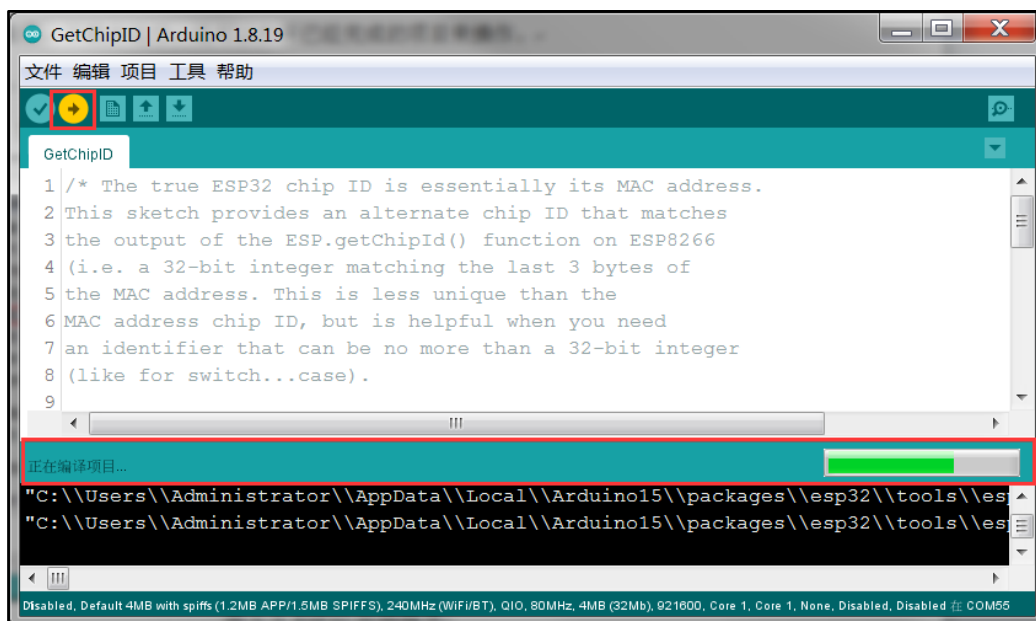 GetChipID | Arduino 1.8.19
文件 编辑 项目 工具 帮助
GetChipID
1 /* The true ESP32 chip ID is essentially its MAC address.
2 This sketch provides an alternate chip ID that matches
3 the output of the ESP.getChipId() function on ESP8266
4 (i.e. a 32-bit integer matching the last 3 bytes of
5 the MAC address. This is less unique than the
6 MAC address chip ID, but is helpful when you need
7 an identifier that can be no more than a 32-bit integer
8 (like for switch...case).
9
正在编译项目...
"C:\\Users\\Administrator\\AppData\\Local\\Arduino15\\packages\\esp32\\tools\\esp
"C:\\Users\\Administrator\\AppData\\Local\\Arduino15\\packages\\esp32\\tools\\esp
Disabled, Default 4MB with spiffs (1.2MB APP/1.5MB SPIFFS), 240MHz (WiFi/BT), QIO, 80MHz, 4MB (32Mb), 921600, Core 1, Core 1, None, Disabled, Disabled 在 COM55